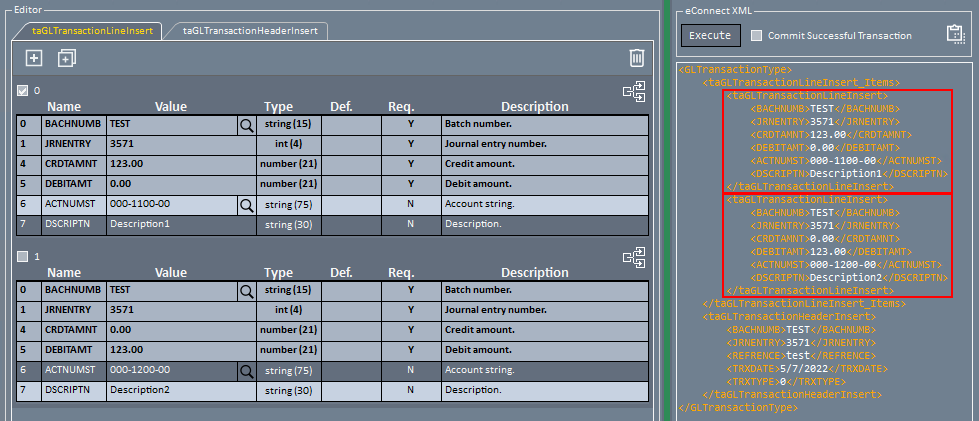 Editor
taGLTransactionLineInsert taGLTransactionHeaderInsert
0
Name Value Type Def. Req. Description
0 BACHNUMB TEST string (15) Y Batch number.
1 JRNENTRY 3571 int (4) Y Journal entry number.
4 CRDTAMNT 123.00 number (21) Y Credit amount.
5 DEBITAMT 0.00 number (21) Y Debit amount.
6 ACTNUMST 000-1100-00 string (75) N Account string.
7 DSCRIPTN Description1 string (30) N Description.
1
Name Value Type Def. Req. Description
0 BACHNUMB TEST string (15) Y Batch number.
1 JRNENTRY 3571 int (4) Y Journal entry number.
4 CRDTAMNT 0.00 number (21) Y Credit amount.
5 DEBITAMT 123.00 number (21) Y Debit amount.
6 ACTNUMST 000-1200-00 string (75) N Account string.
7 DSCRIPTN Description2 string (30) N Description.
eConnect XML
Execute Commit Successful Transaction
<GLTransactionType>
<taGLTransactionLineInsert_Items>
<taGLTransactionLineInsert>
<BACHNUMB>TEST</BACHNUMB>
<JRNENTRY>3571</JRNENTRY>
<CRDTAMNT>123.00</CRDTAMNT>
<DEBITAMT>0.00</DEBITAMT>
<ACTNUMST>000-1100-00</ACTNUMST>
<DSCRIPTN>Description1</DSCRIPTN>
</taGLTransactionLineInsert>
<taGLTransactionLineInsert>
<BACHNUMB>TEST</BACHNUMB>
<JRNENTRY>3571</JRNENTRY>
<CRDTAMNT>0.00</CRDTAMNT>
<DEBITAMT>123.00</DEBITAMT>
<ACTNUMST>000-1200-00</ACTNUMST>
<DSCRIPTN>Description2</DSCRIPTN>
</taGLTransactionLineInsert>
</taGLTransactionLineInsert_Items>
<taGLTransactionHeaderInsert>
<BACHNUMB>TEST</BACHNUMB>
<JRNENTRY>3571</JRNENTRY>
<REFRENCE>test</REFRENCE>
<TRXDATE>5/7/2022</TRXDATE>
<TRXTYPE>0</TRXTYPE>
</taGLTransactionHeaderInsert>
</GLTransactionType>